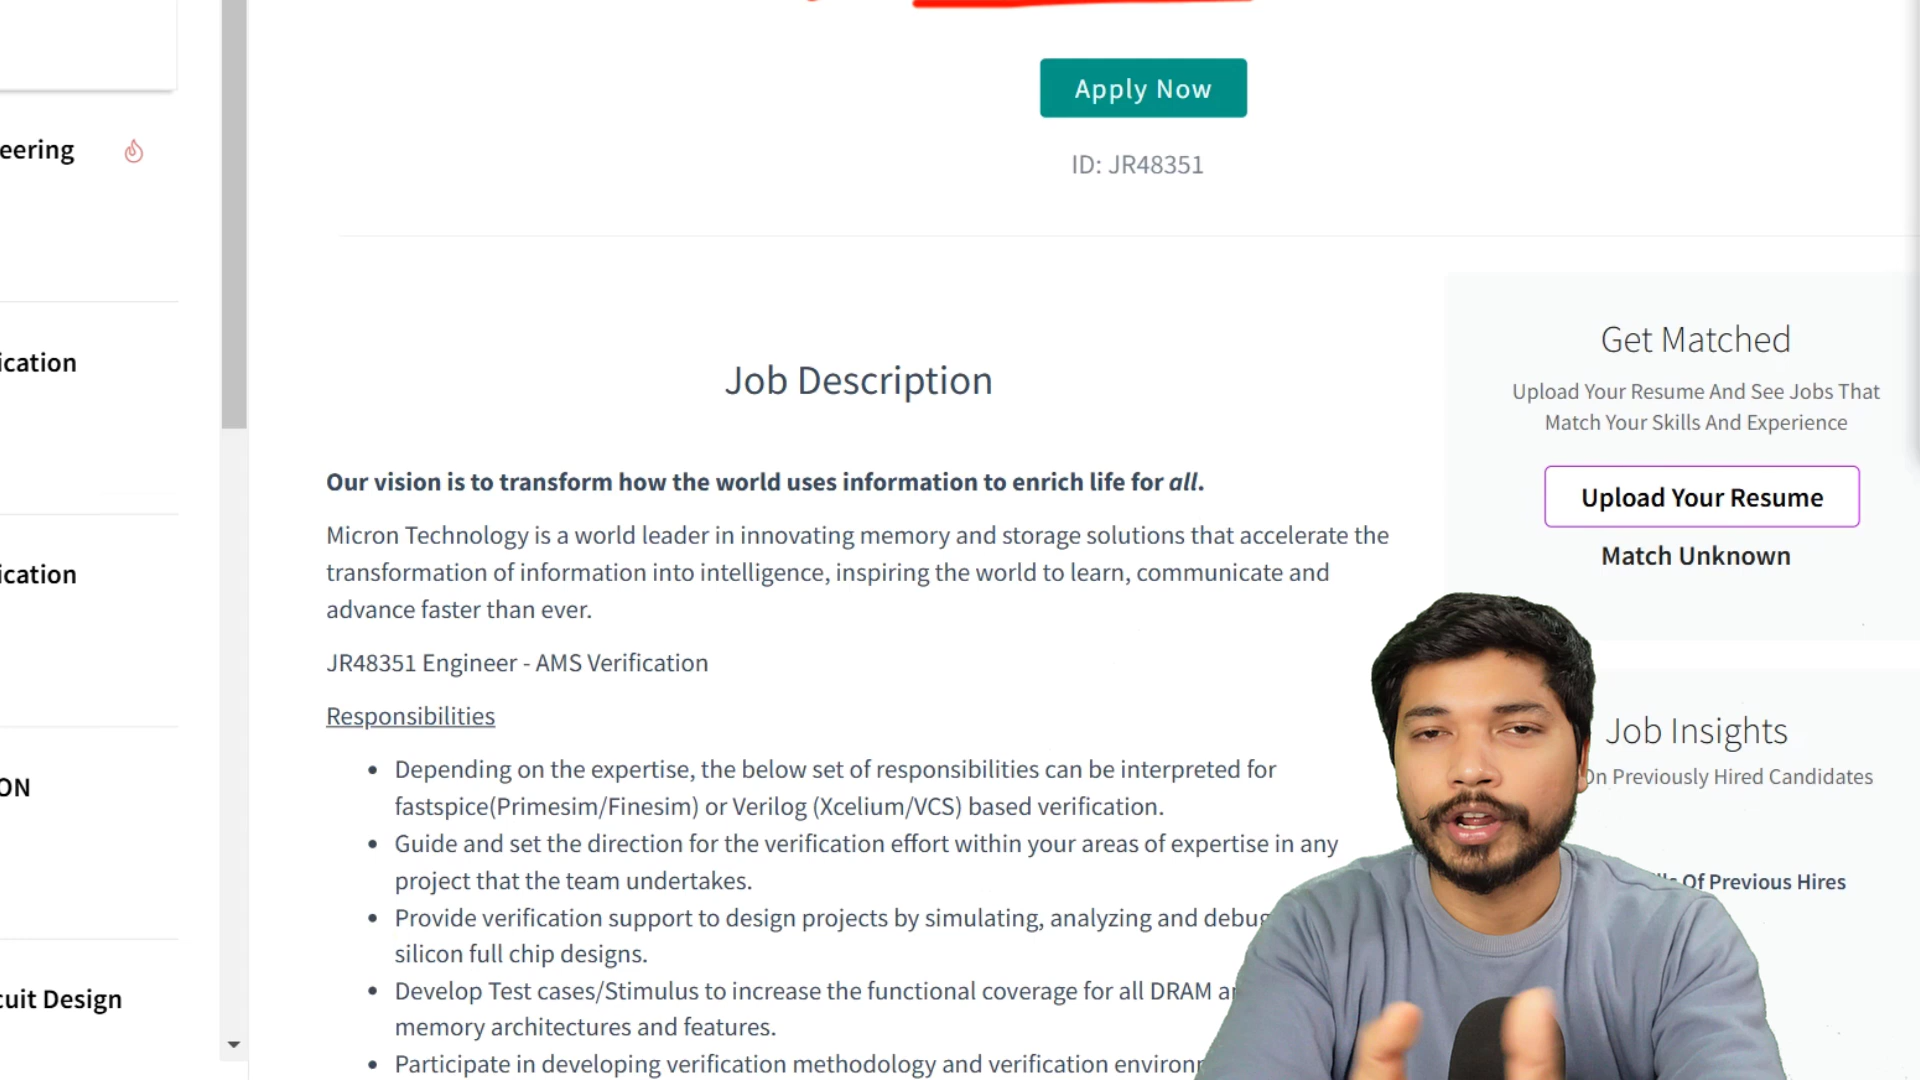 Apply Now
ID: JR48351
eering
ication
ication
ON
cuit Design
Job Description
Our vision is to transform how the world uses information to enrich life for all.
Micron Technology is a world leader in innovating memory and storage solutions that accelerate the
transformation of information into intelligence, inspiring the world to learn, communicate and
advance faster than ever.
JR48351 Engineer - AMS Verification
Responsibilities
• Depending on the expertise, the below set of responsibilities can be interpreted for
fastspice(Primesim/Finesim) or Verilog (Xcelium/VCS) based verification.
• Guide and set the direction for the verification effort within your areas of expertise in any
project that the team undertakes.
• Provide verification support to design projects by simulating, analyzing and debug
silicon full chip designs.
• Develop Test cases/Stimulus to increase the functional coverage for all DRAM
memory architectures and features.
• Participate in developing verification methodology and verification environ
Get Matched
Upload Your Resume And See Jobs That
Match Your Skills And Experience
Upload Your Resume
Match Unknown
Job Insights
On Previously Hired Candidates
Of Previous Hires